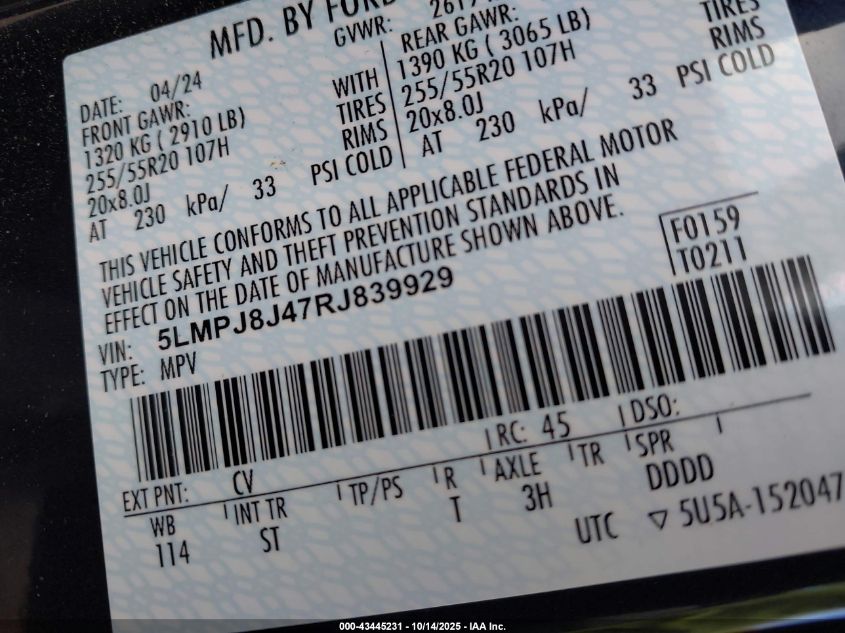 MFD. BY FORD
GVWR:
DATE: 04/24
FRONT GAWR: WITH
1320 KG ( 2910 LB) TIRES
255/55R20 107H RIMS
20x8.0J
AT 230 kPa/ 33 PSI COLD
REAR GAWR:
1390 KG ( 3065 LB) TIRES
255/55R20 107H RIMS
20x8.0J
AT 230 kPa/ 33 PSI COLD
THIS VEHICLE CONFORMS TO ALL APPLICABLE FEDERAL MOTOR
VEHICLE SAFETY AND THEFT PREVENTION STANDARDS IN
EFFECT ON THE DATE OF MANUFACTURE SHOWN ABOVE.
F0159
T0211
VIN: 5LMPJ8J47RJ839929
TYPE: MPV
EXT PNT: CV RC: 45 DSO:
WB INT TR TP/PS R AXLE TR SPR
114 ST T 3H DDDD
UTC ▽ 5U5A-152047
000-43445231 - 10/14/2025 - IAA Inc.